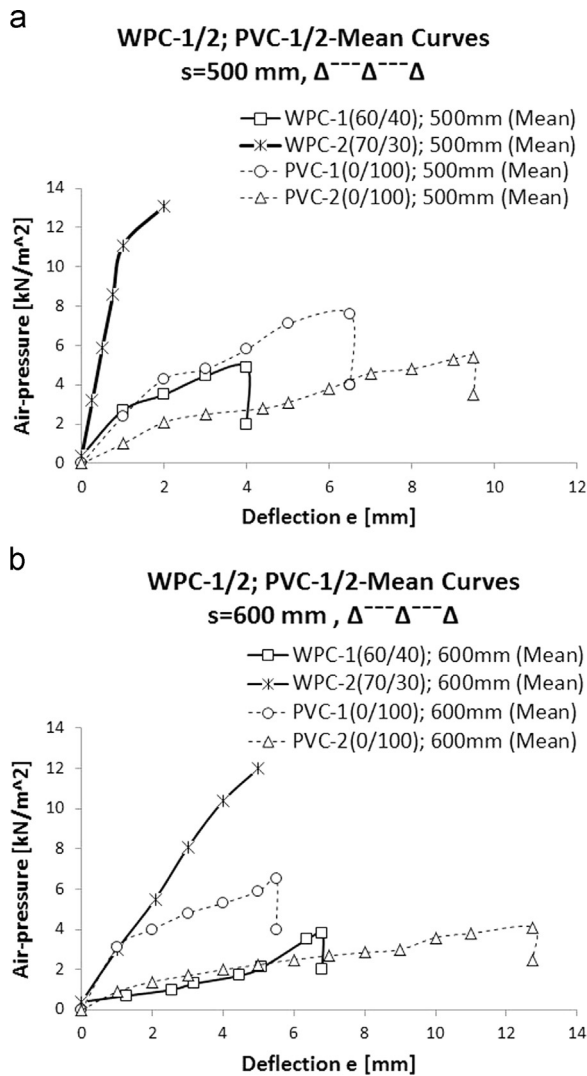 a
WPC-1/2; PVC-1/2-Mean Curves
s=500 mm, Δ---Δ---Δ
WPC-1(60/40); 500mm (Mean)
WPC-2(70/30); 500mm (Mean)
PVC-1(0/100); 500mm (Mean)
PVC-2(0/100); 500mm (Mean)
Air-pressure [kN/m^2]
14
12
10
8
6
4
2
0
0 2 4 6 8 10 12
Deflection e [mm]
b
WPC-1/2; PVC-1/2-Mean Curves
s=600 mm , Δ---Δ---Δ
WPC-1(60/40); 600mm (Mean)
WPC-2(70/30); 600mm (Mean)
PVC-1(0/100); 600mm (Mean)
PVC-2(0/100); 600mm (Mean)
Air-pressure [kN/m^2]
14
12
10
8
6
4
2
0
0 2 4 6 8 10 12 14
Deflection e [mm]